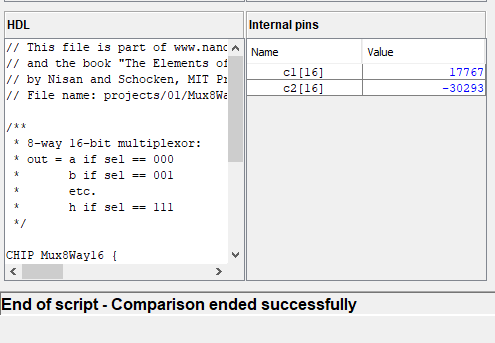 HDL
// This file is part of www.nand
// and the book "The Elements of
// by Nisan and Schocken, MIT Pr
// File name: projects/01/Mux8Wa
/**
* 8-way 16-bit multiplexor:
* out = a if sel == 000
* b if sel == 001
* etc.
* h if sel == 111
*/
CHIP Mux8Way16 {
Internal pins
Name Value
c1[16] 17767
c2[16] -30293
End of script - Comparison ended successfully